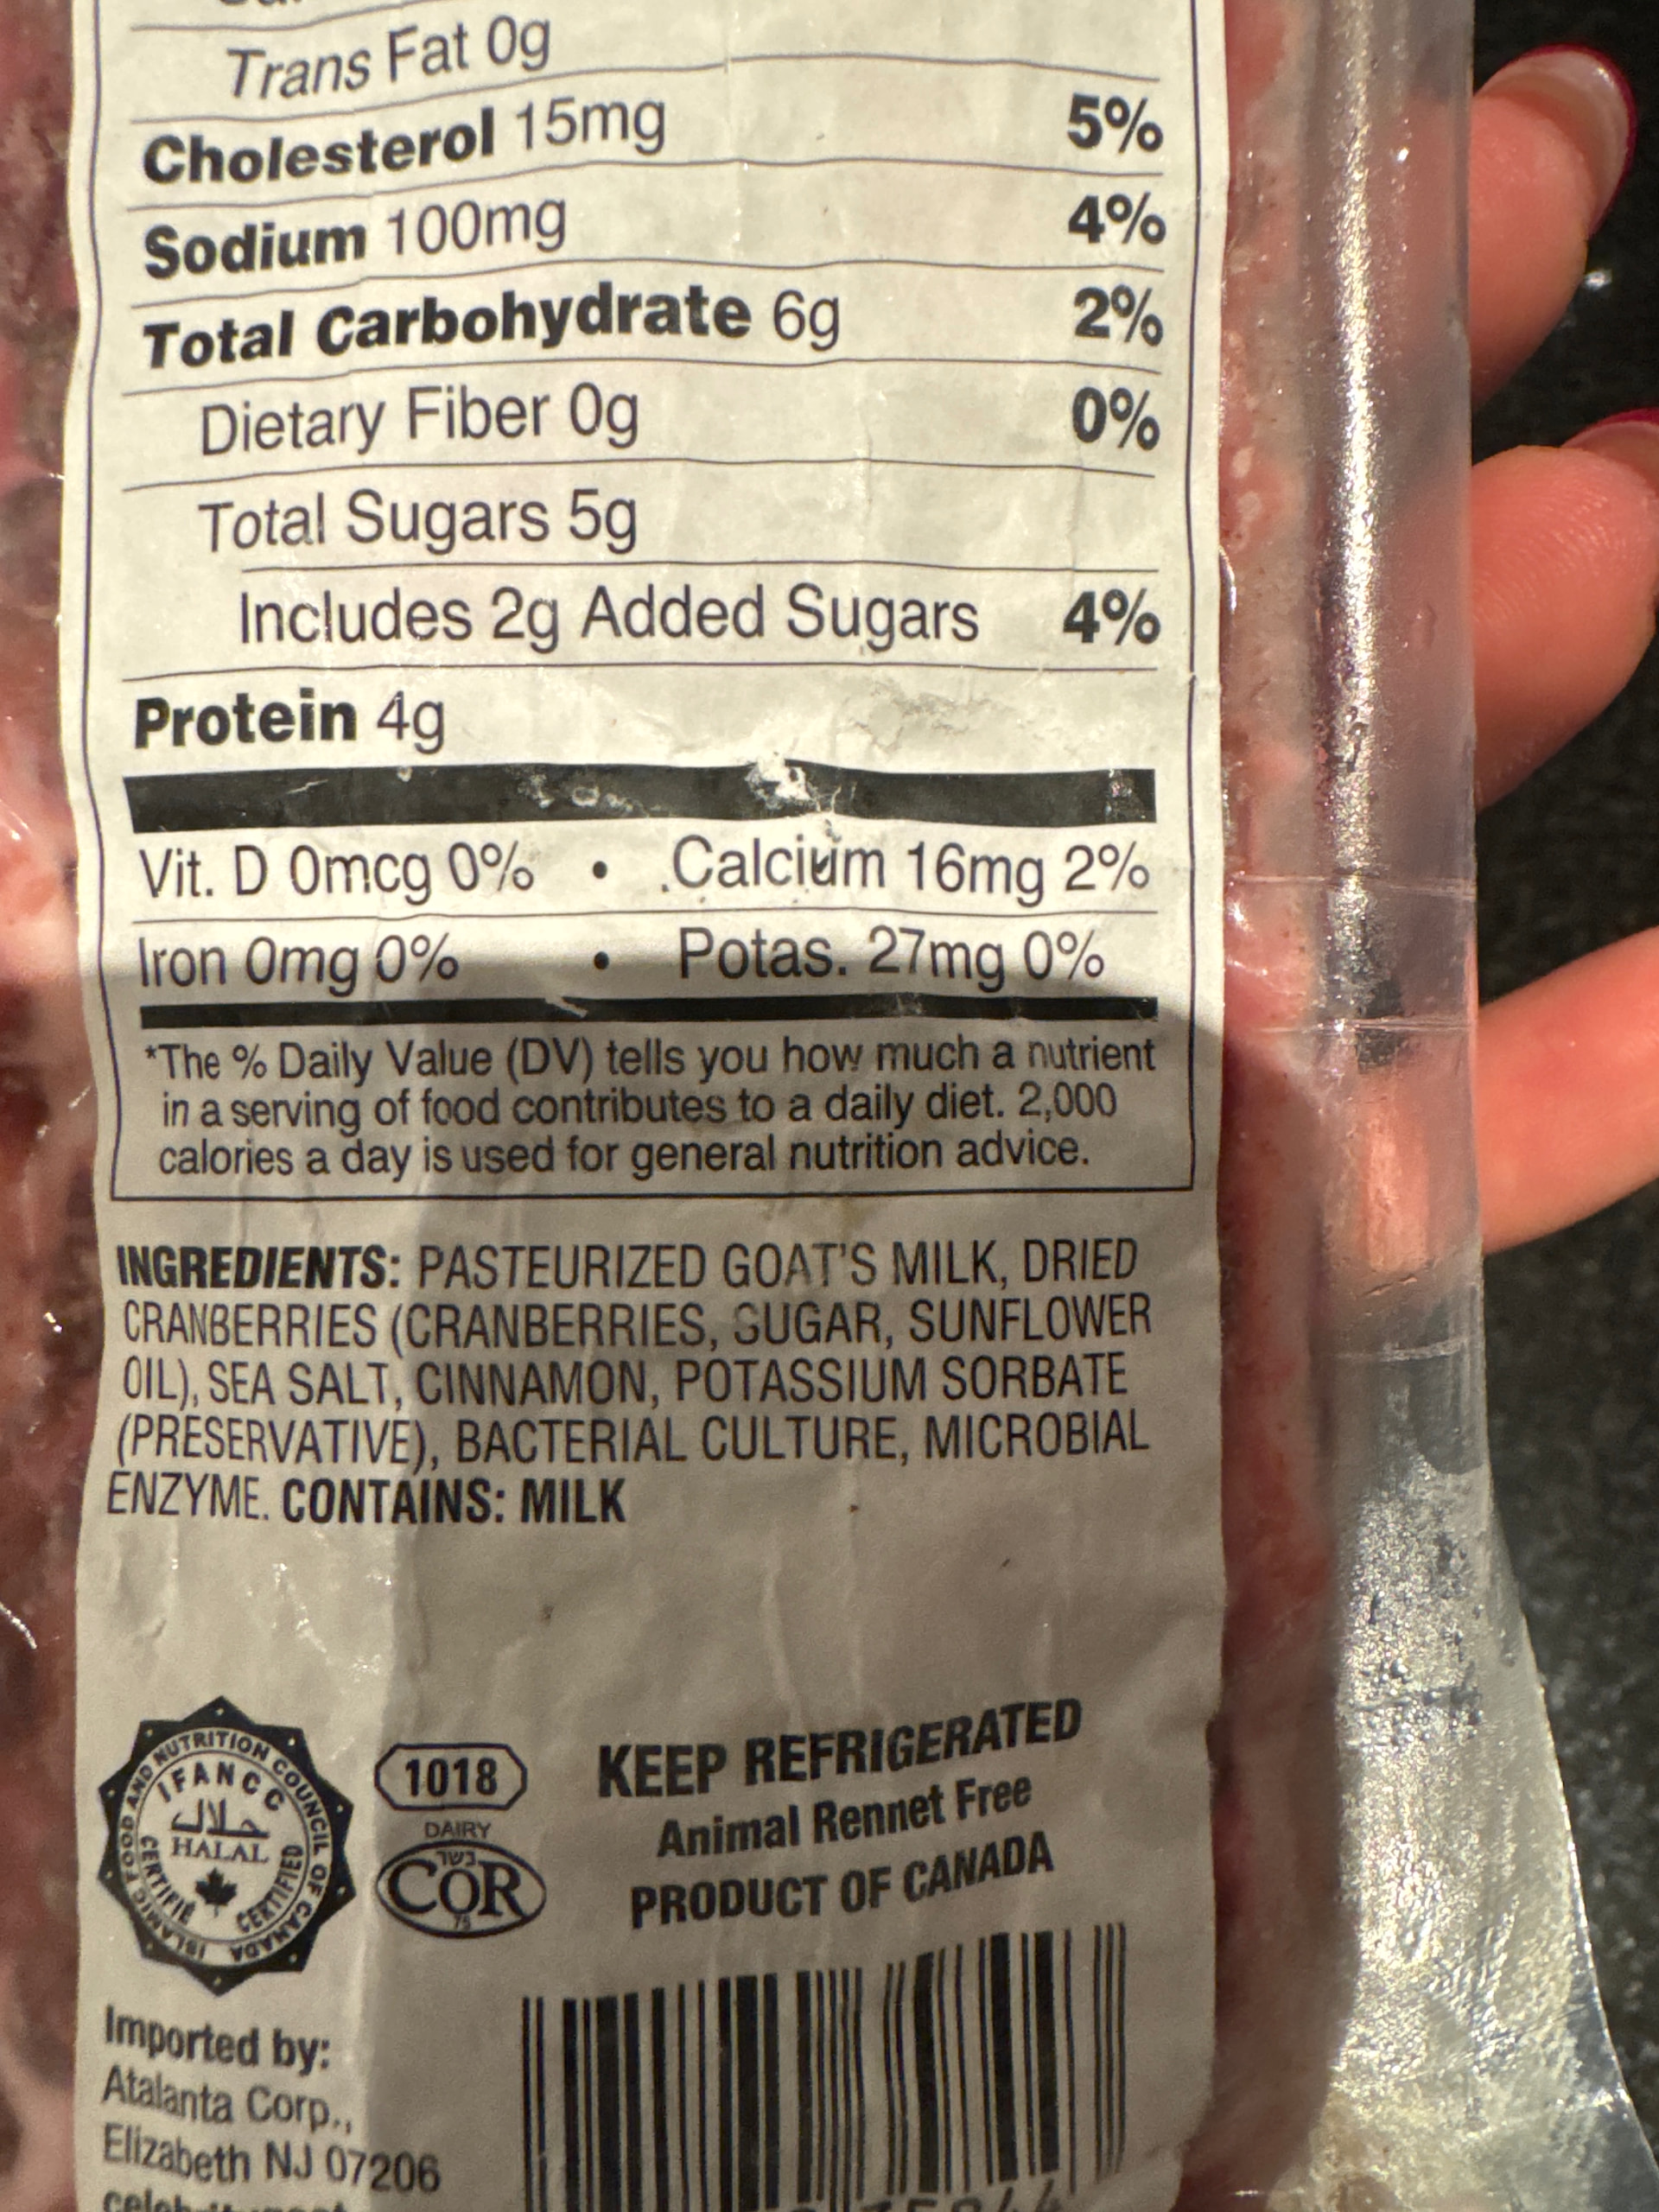 Trans Fat 0g
Cholesterol 15mg 5%
Sodium 100mg 4%
Total Carbohydrate 6g 2%
Dietary Fiber 0g 0%
Total Sugars 5g
Includes 2g Added Sugars 4%
Protein 4g
Vit. D 0mcg 0% • Calcium 16mg 2%
Iron 0mg 0% • Potas. 27mg 0%
*The % Daily Value (DV) tells you how much a nutrient
in a serving of food contributes to a daily diet. 2,000
calories a day is used for general nutrition advice.
INGREDIENTS: PASTEURIZED GOAT'S MILK, DRIED
CRANBERRIES (CRANBERRIES, SUGAR, SUNFLOWER
OIL), SEA SALT, CINNAMON, POTASSIUM SORBATE
(PRESERVATIVE), BACTERIAL CULTURE, MICROBIAL
ENZYME. CONTAINS: MILK
ISLAMIC FOOD AND NUTRITION COUNCIL OF CANADA
IFANCC
حلال
HALAL
CERTIFIÉ CERTIFIED
1018
DAIRY
כשר
COR
75
KEEP REFRIGERATED
Animal Rennet Free
PRODUCT OF CANADA
Imported by:
Atalanta Corp.,
Elizabeth NJ 07206